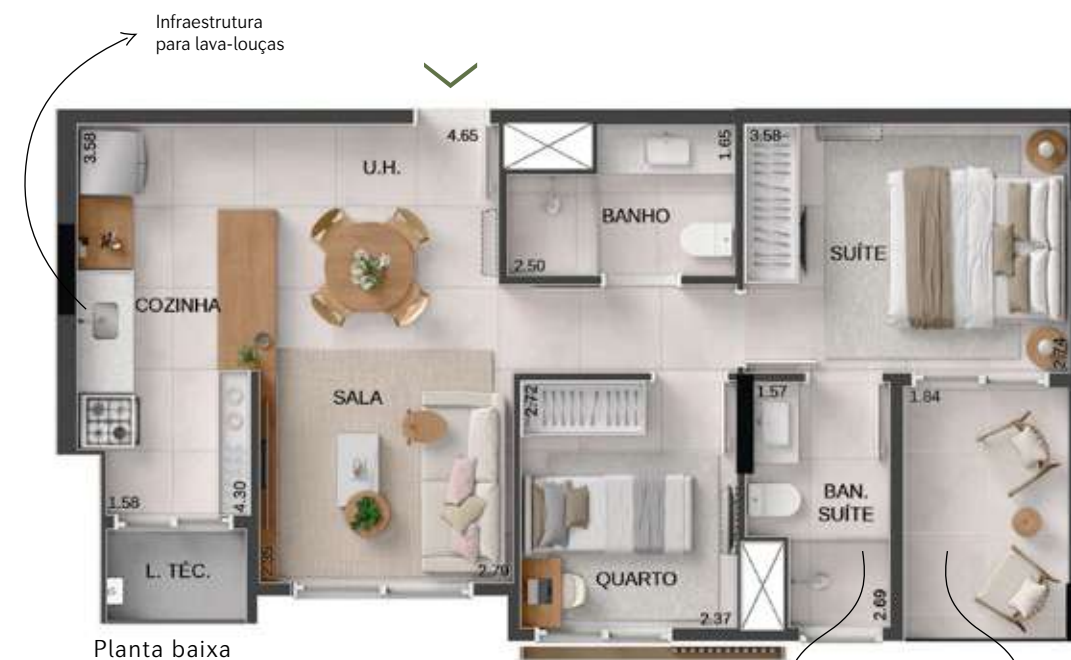 Infraestrutura
para lava-louças
3.58
4.65
1.65
3.58
U.H.
BANHO
2.50
SUÍTE
COZINHA
2.74
SALA
2.72
1.57
1.84
1.58
4.30
BAN.
SUÍTE
L. TÉC.
2.35
2.79
QUARTO
2.37
2.69
Planta baixa